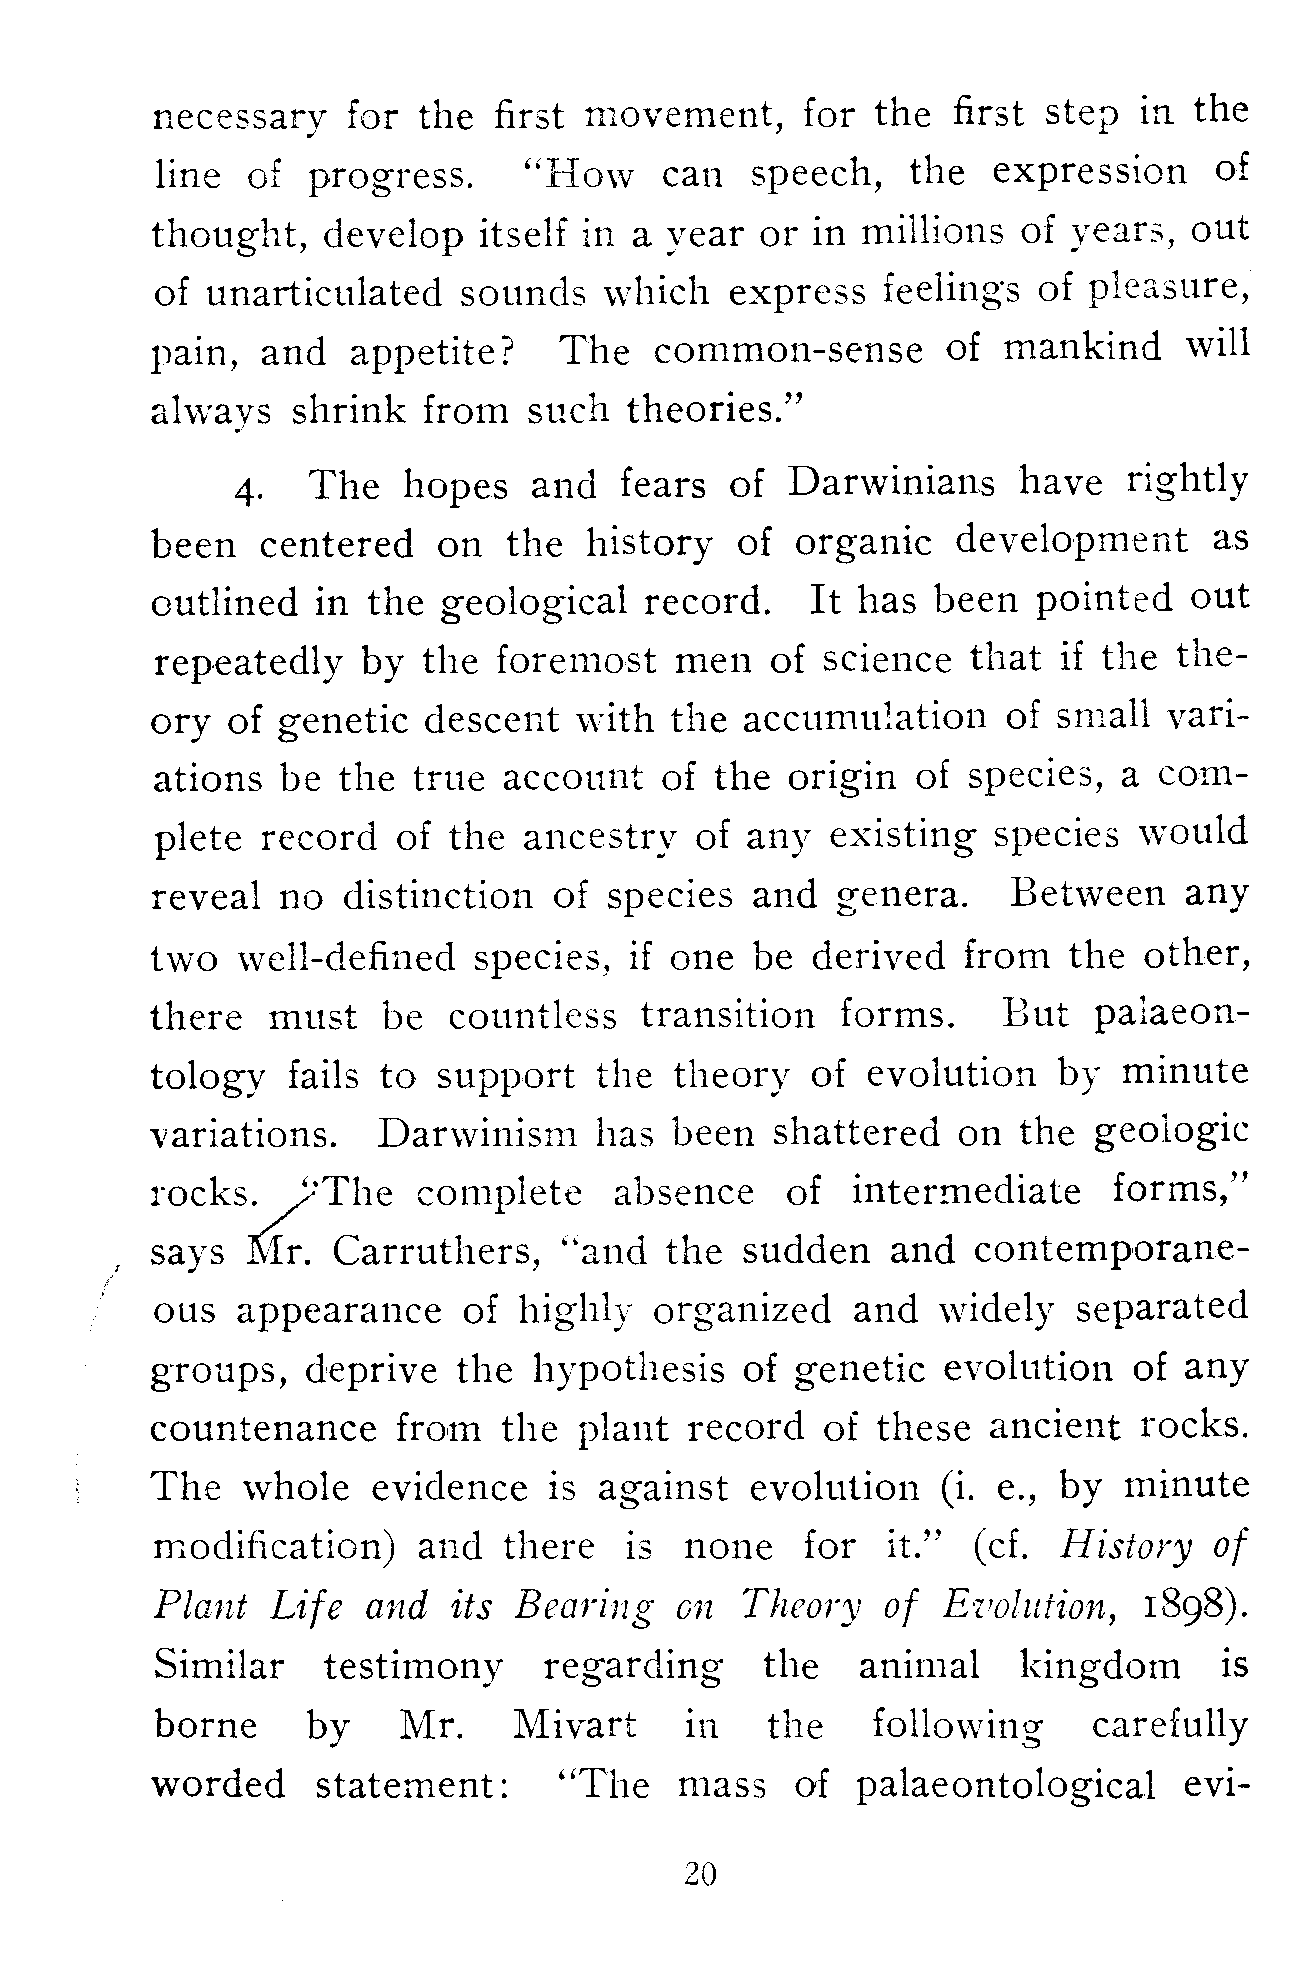 necessary for the first movement, for the first step in the
line of progress. “How can speech, the expression of
thought, develop itself in a year or in millions of years, out
of unarticulated sounds which express feelings of pleasure,
pain, and appetite? The common-sense of mankind will
always shrink from such theories.”
4. The hopes and fears of Darwinians have rightly
been centered on the history of organic development as
outlined in the geological record. It has been pointed out
repeatedly by the foremost men of science that if the the-
ory of genetic descent with the accumulation of small vari-
ations be the true account of the origin of species, a com-
plete record of the ancestry of any existing species would
reveal no distinction of species and genera. Between any
two well-defined species, if one be derived from the other,
there must be countless transition forms. But palaeon-
tology fails to support the theory of evolution by minute
variations. Darwinism has been shattered on the geologic
rocks. “The complete absence of intermediate forms,”
says Mr. Carruthers, “and the sudden and contemporane-
ous appearance of highly organized and widely separated
groups, deprive the hypothesis of genetic evolution of any
countenance from the plant record of these ancient rocks.
The whole evidence is against evolution (i. e., by minute
modification) and there is none for it.” (cf. History of
Plant Life and its Bearing on Theory of Evolution, 1898).
Similar testimony regarding the animal kingdom is
borne by Mr. Mivart in the following carefully
worded statement: “The mass of palaeontological evi-
20